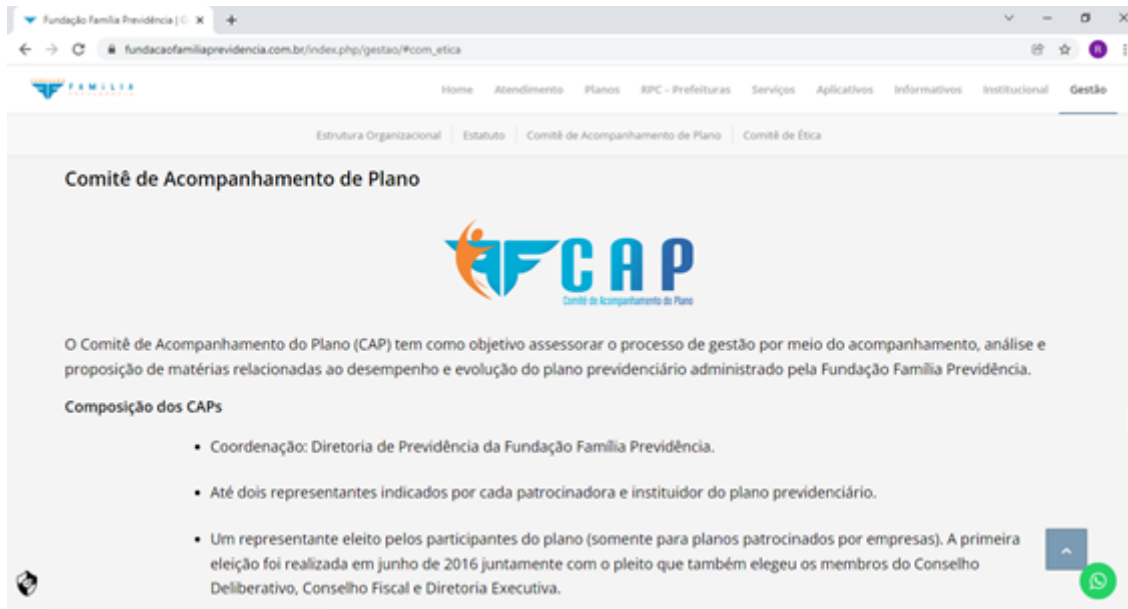 Fundação Família Previdência | G
fundacaofamiliaprevidencia.com.br/index.php/gestao/#com_etica
R
FUNDAÇÃO
FAMÍLIA
PREVIDÊNCIA
Home Atendimento Planos RPC - Prefeituras Serviços Aplicativos Informativos Institucional Gestão
Estrutura Organizacional Estatuto Comitê de Acompanhamento de Plano Comitê de Ética
Comitê de Acompanhamento de Plano
CAP
Comitê de Acompanhamento do Plano
O Comitê de Acompanhamento do Plano (CAP) tem como objetivo assessorar o processo de gestão por meio do acompanhamento, análise e
proposição de matérias relacionadas ao desempenho e evolução do plano previdenciário administrado pela Fundação Família Previdência.
Composição dos CAPs
• Coordenação: Diretoria de Previdência da Fundação Família Previdência.
• Até dois representantes indicados por cada patrocinadora e instituidor do plano previdenciário.
• Um representante eleito pelos participantes do plano (somente para planos patrocinados por empresas). A primeira
eleição foi realizada em junho de 2016 juntamente com o pleito que também elegeu os membros do Conselho
Deliberativo, Conselho Fiscal e Diretoria Executiva.